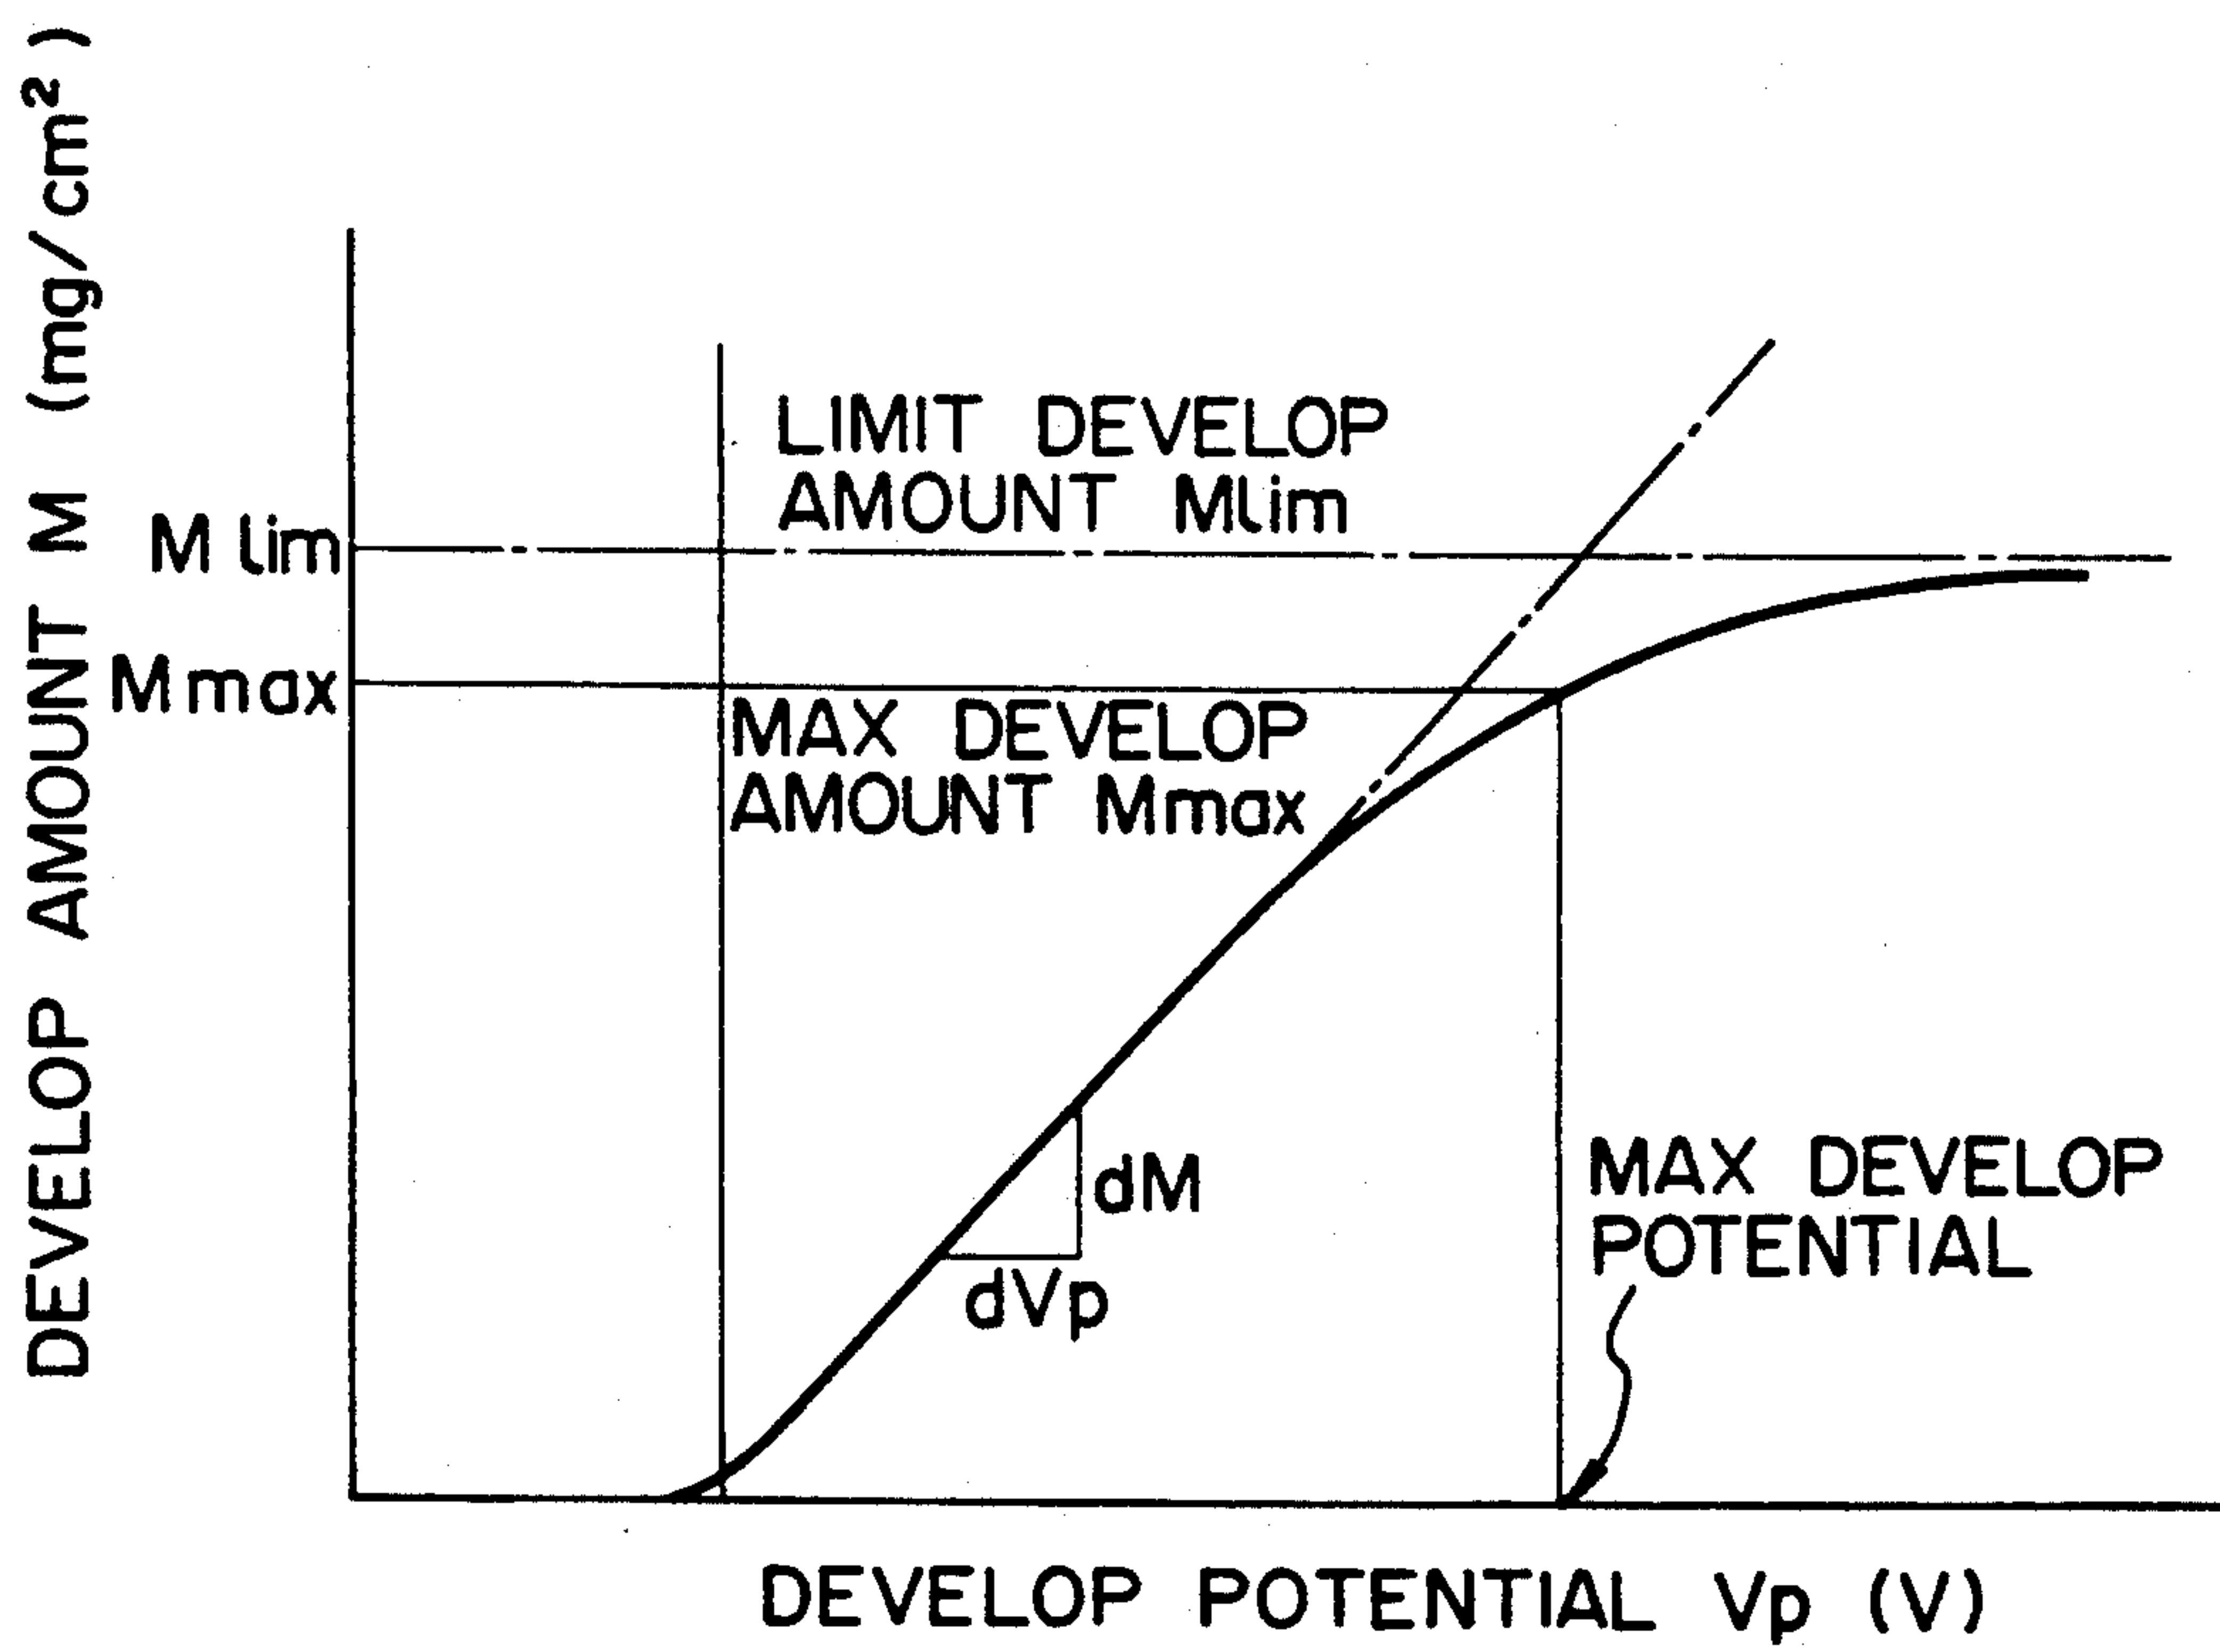 DEVELOP AMOUNT M (mg/cm²)
LIMIT DEVELOP
AMOUNT Mlim
M lim
Mmax
MAX DEVELOP
AMOUNT Mmax
dM
dVp
MAX DEVELOP
POTENTIAL
DEVELOP POTENTIAL Vp (V)